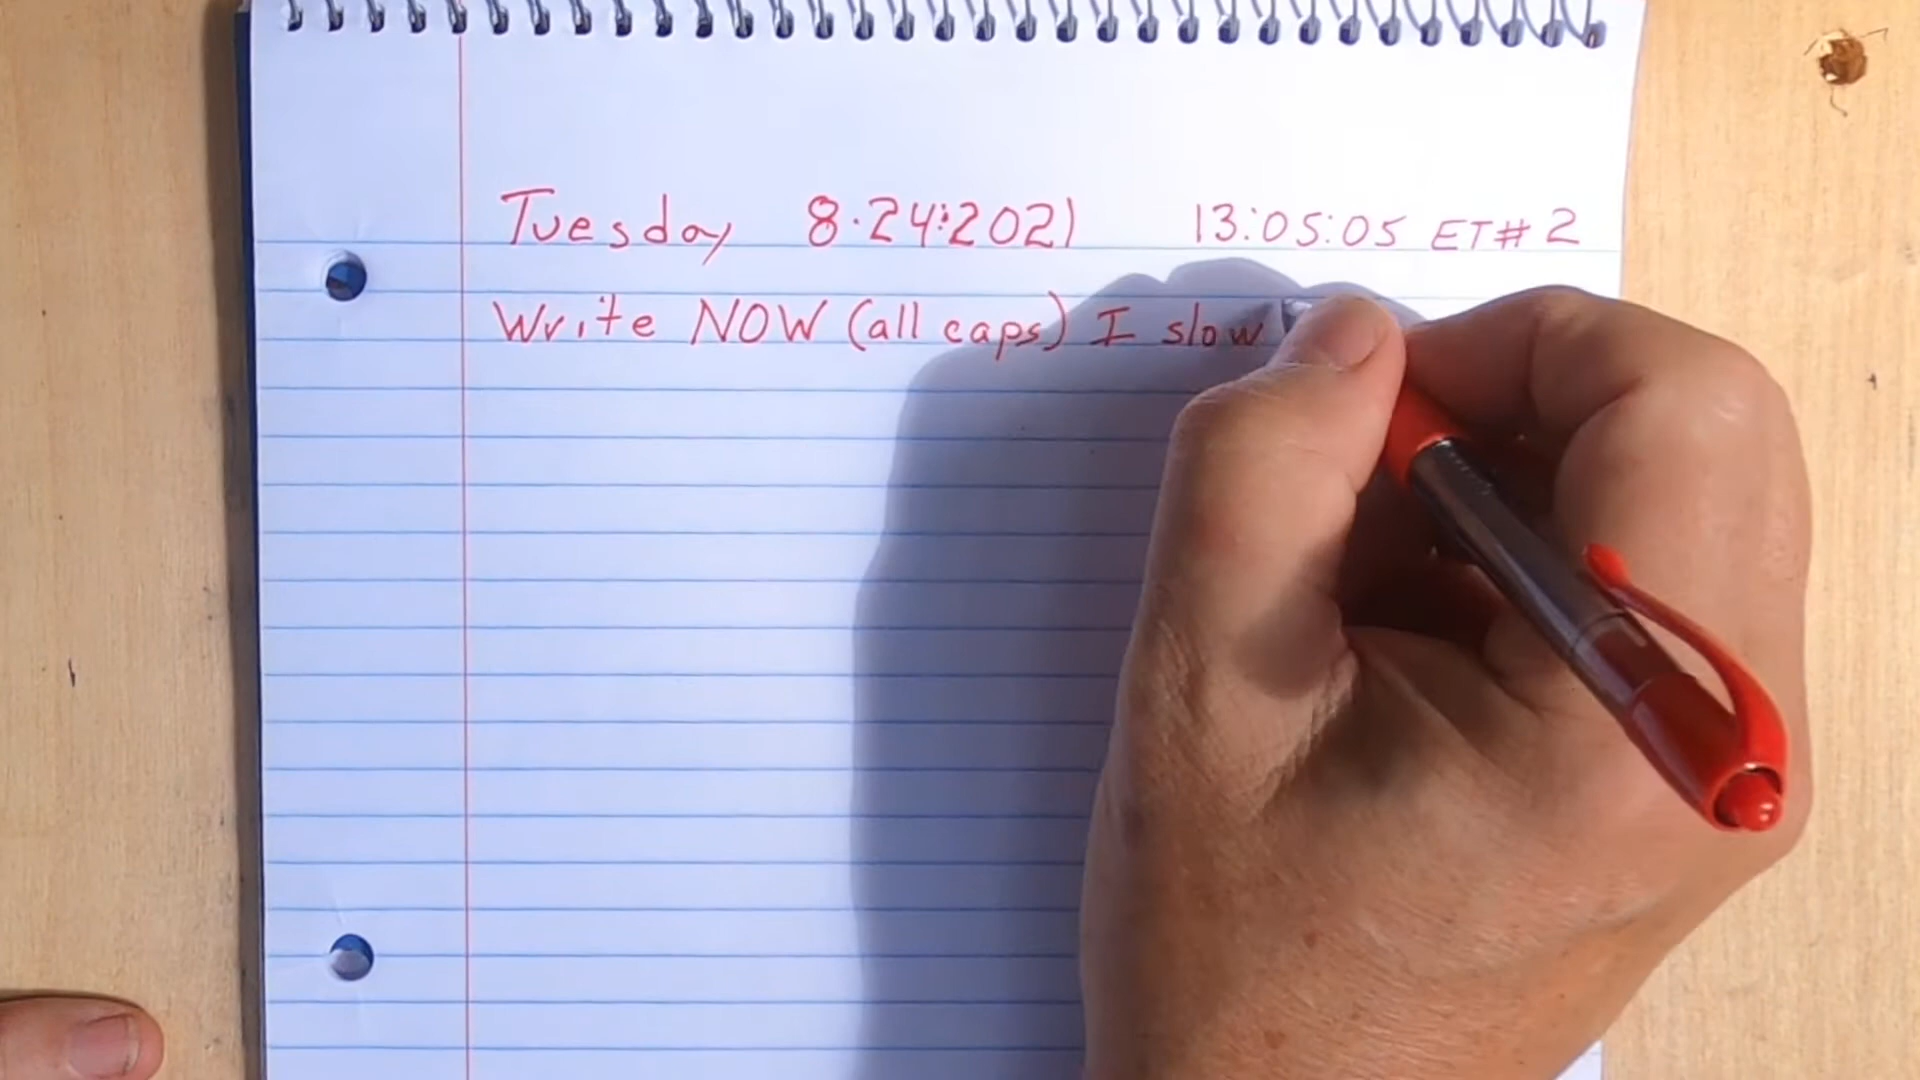 Tuesday 8.24:2021 13:05:05 ET# 2
Write NOW (all caps) I slow